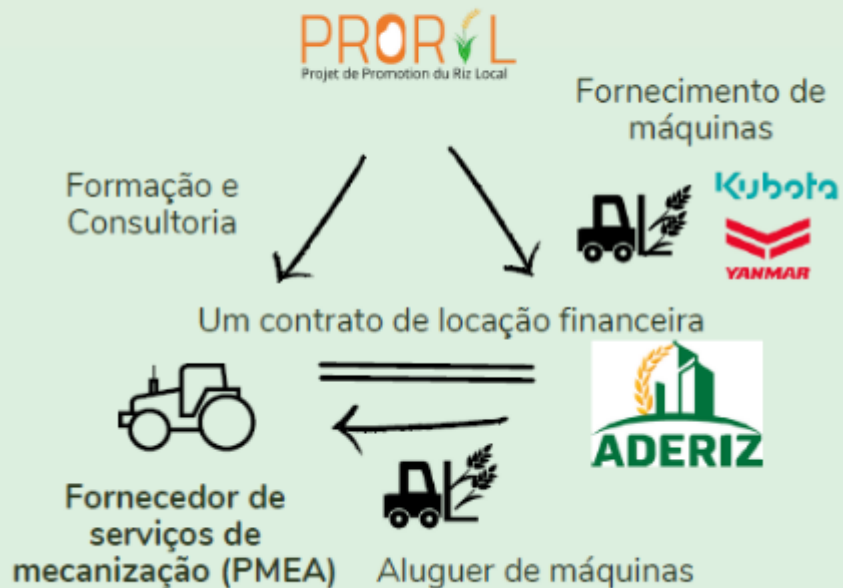 PRORIL
Projet de Promotion du Riz Local
Fornecimento de
máquinas
Formação e
Consultoria
Kubota
YANMAR
Um contrato de locação financeira
ADERIZ
Fornecedor de
serviços de
mecanização (PMEA)
Aluguer de máquinas